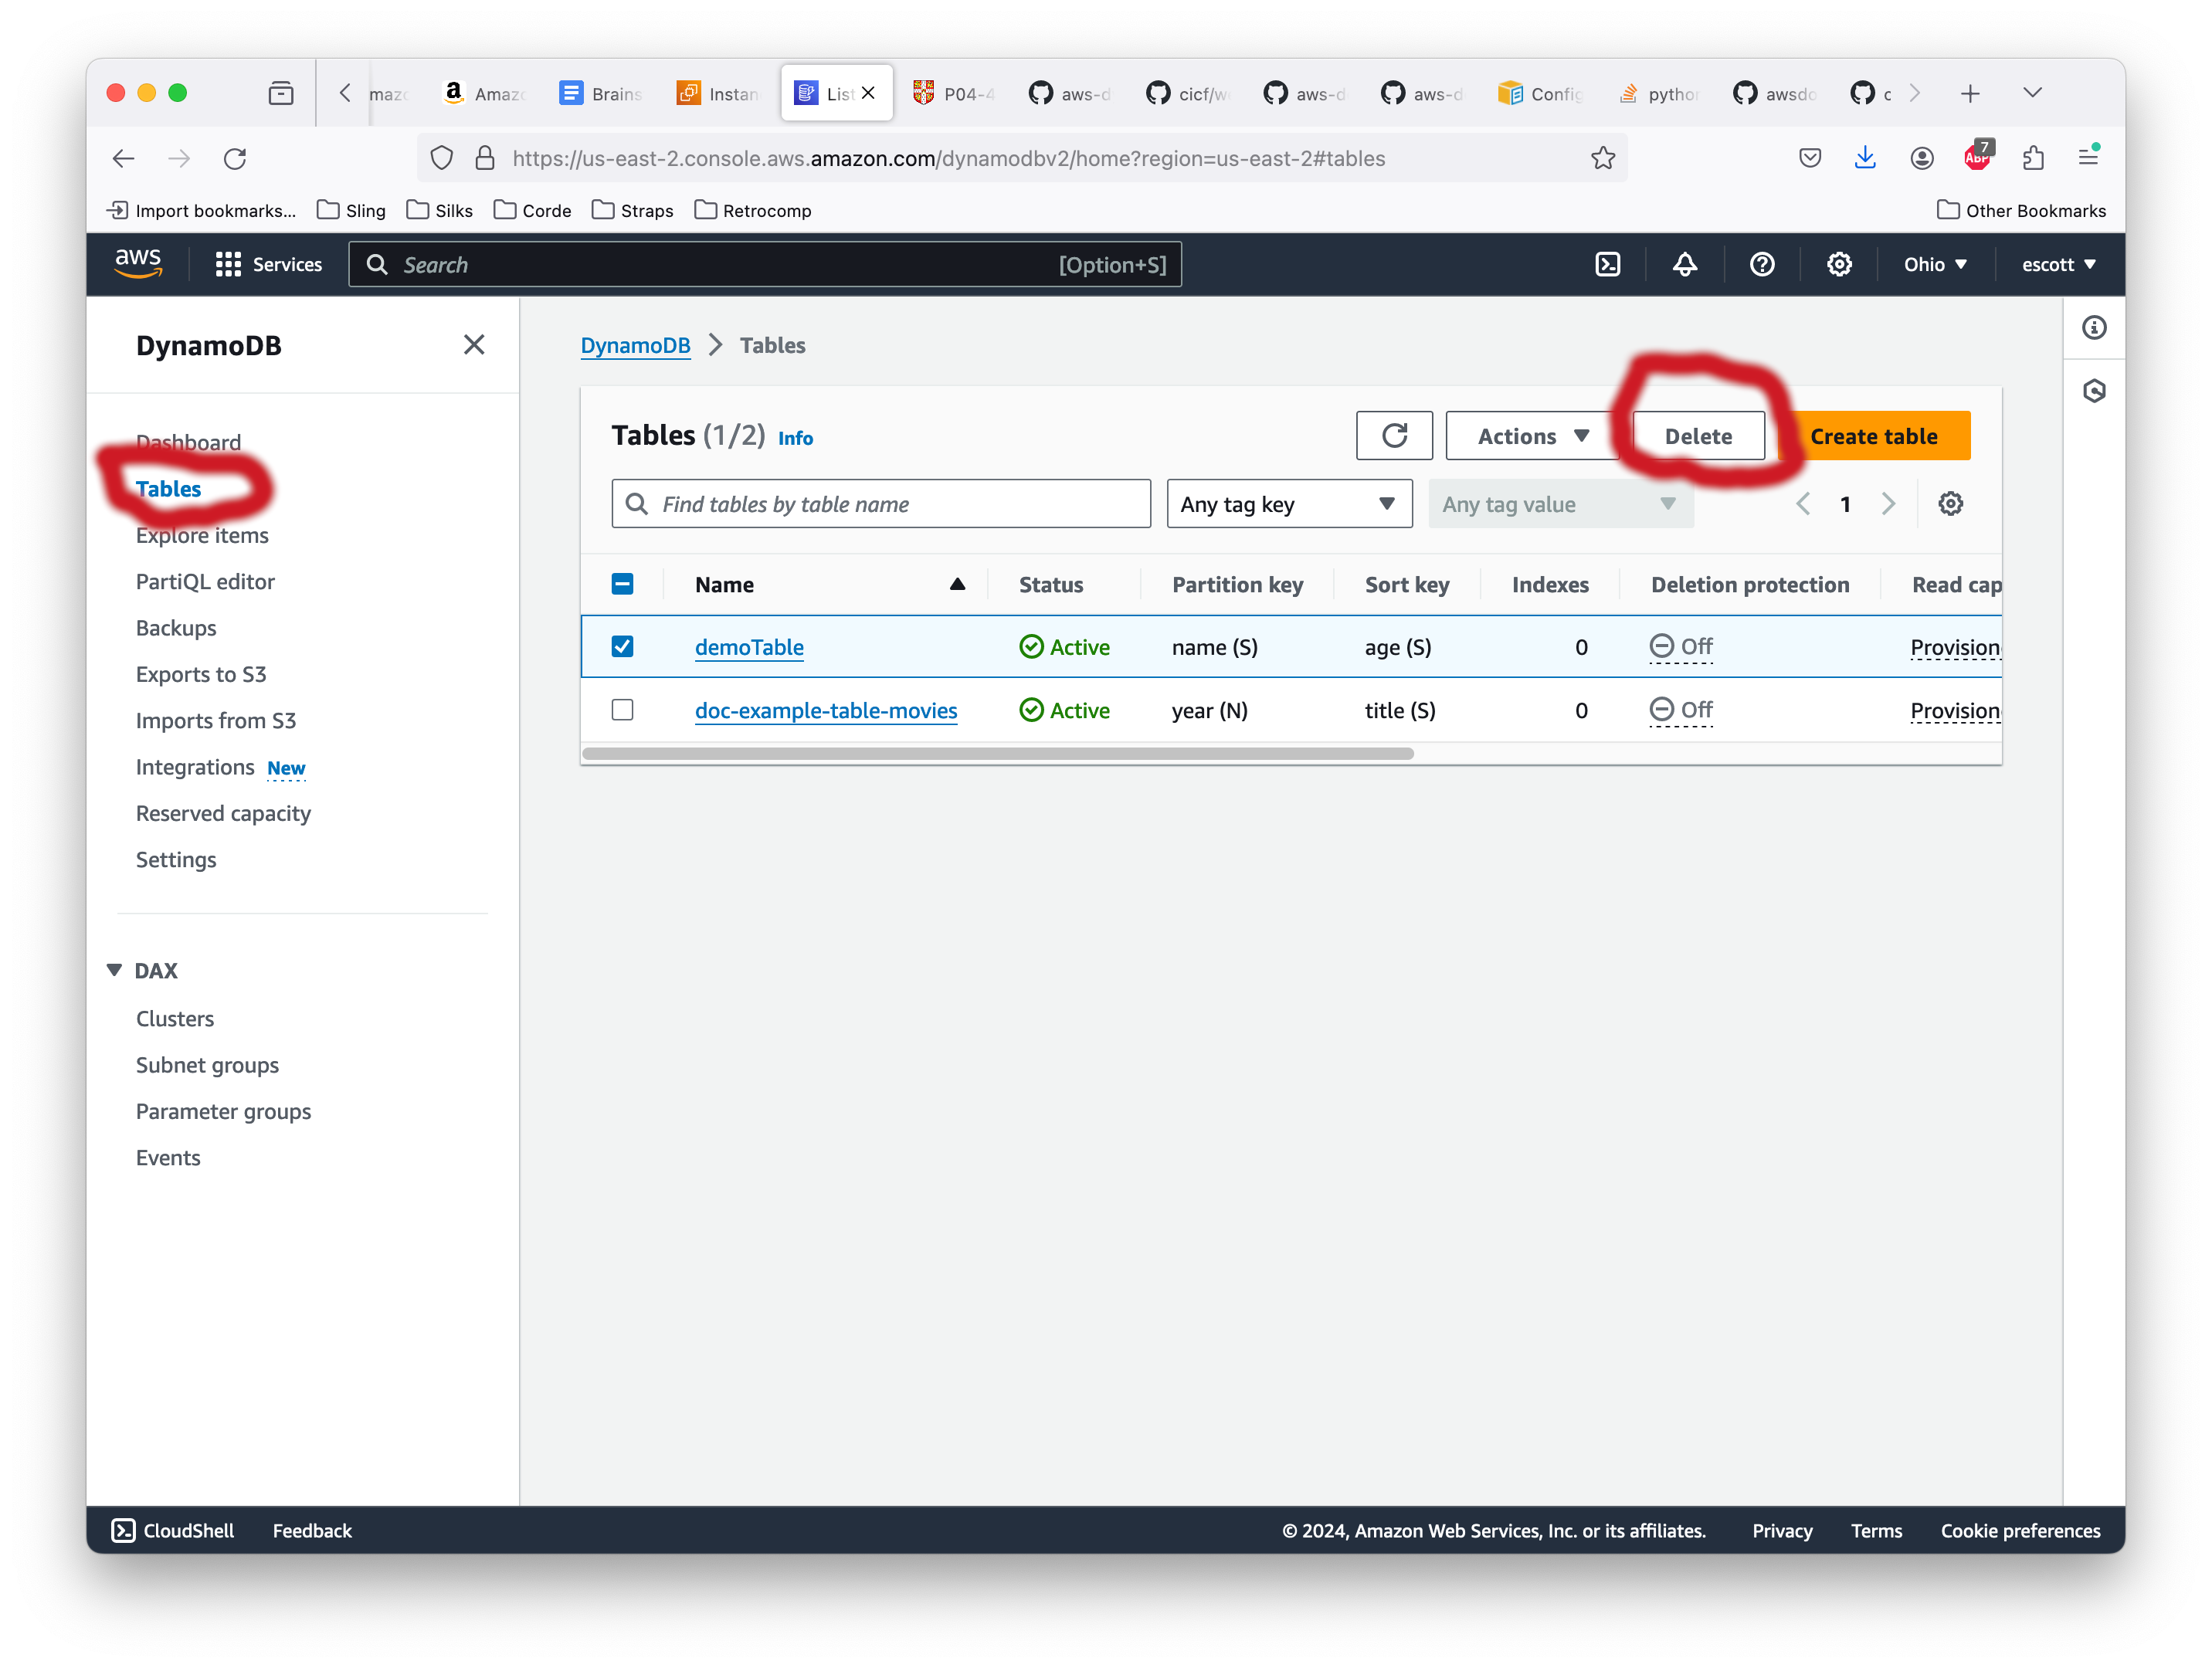 Amazo
Brains
Instan
List
P04-4
aws-d
cicf/w
aws-d
aws-d
Config
python
awsdo
https://us-east-2.console.aws.amazon.com/dynamodbv2/home?region=us-east-2#tables
ABP
7
Import bookmarks...
Sling
Silks
Corde
Straps
Retrocomp
Other Bookmarks
aws
Services
Search
[Option+S]
Ohio
escott
DynamoDB
Dashboard
Tables
Explore items
PartiQL editor
Backups
Exports to S3
Imports from S3
Integrations New
Reserved capacity
Settings
DAX
Clusters
Subnet groups
Parameter groups
Events
DynamoDB > Tables
Tables (1/2) Info
Actions
Delete
Create table
Find tables by table name
Any tag key
Any tag value
1
Name Status Partition key Sort key Indexes Deletion protection Read cap
demoTable Active name (S) age (S) 0 Off Provision
doc-example-table-movies Active year (N) title (S) 0 Off Provision
CloudShell
Feedback
© 2024, Amazon Web Services, Inc. or its affiliates.
Privacy
Terms
Cookie preferences